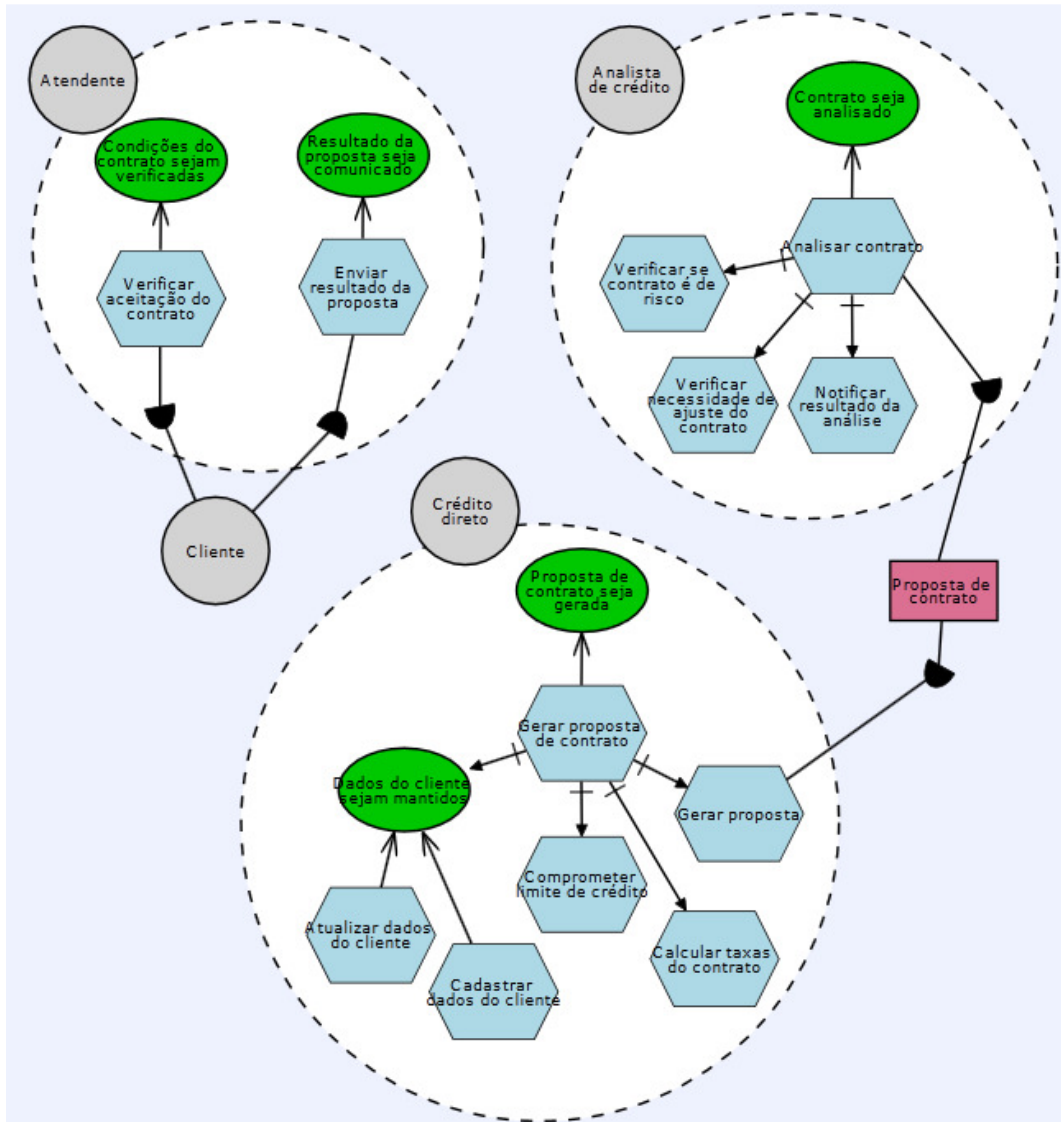 Atendente
Condições do
contrato sejam
verificadas
Resultado da
proposta seja
comunicado
Verificar
aceitação do
contrato
Enviar
resultado da
proposta
Cliente
Analista
de crédito
Contrato seja
analisado
Analisar contrato
Verificar se
contrato é de
risco
Verificar
necessidade de
ajuste do
contrato
Notificar
resultado da
análise
Proposta de
contrato
Crédito
direto
Proposta de
contrato seja
gerada
Gerar proposta
de contrato
Dados do cliente
sejam mantidos
Gerar proposta
Comprometer
limite de crédito
Atualizar dados
do cliente
Cadastrar
dados do cliente
Calcular taxas
do contrato